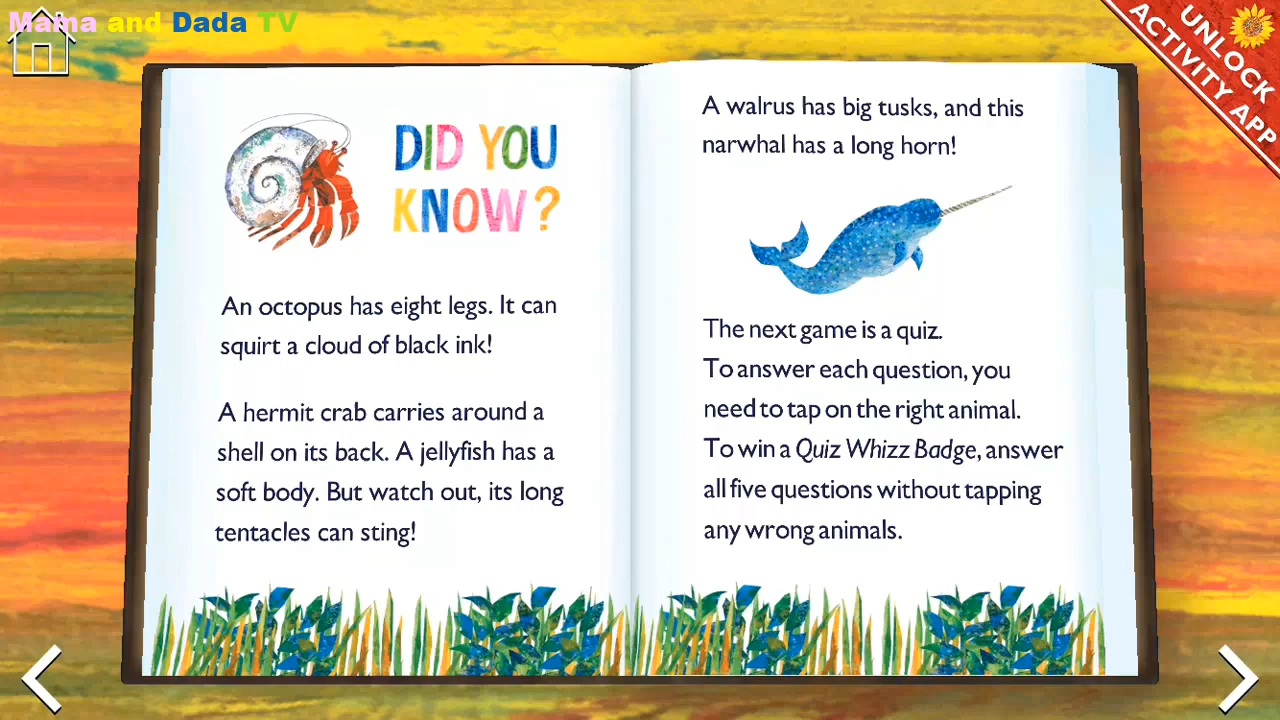 Mama and Dada TV
UNLOCK
ACTIVITY APP
DID YOU
KNOW?
An octopus has eight legs. It can
squirt a cloud of black ink!
A hermit crab carries around a
shell on its back. A jellyfish has a
soft body. But watch out, its long
tentacles can sting!
A walrus has big tusks, and this
narwhal has a long horn!
The next game is a quiz.
To answer each question, you
need to tap on the right animal.
To win a Quiz Whizz Badge, answer
all five questions without tapping
any wrong animals.